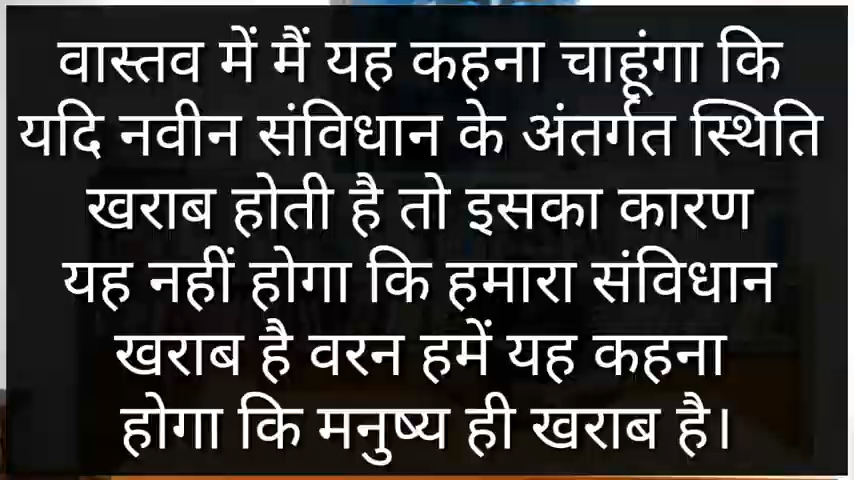 वास्तव में मैं यह कहना चाहूंगा कि
यदि नवीन संविधान के अंतर्गत स्थिति
खराब होती है तो इसका कारण
यह नहीं होगा कि हमारा संविधान
खराब है वरन हमें यह कहना
होगा कि मनुष्य ही खराब है।